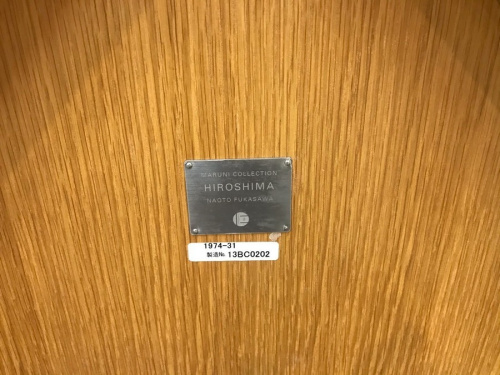 MARUNI COLLECTION
HIROSHIMA
NAOTO FUKASAWA
1974-31
製造№ 13BC0202